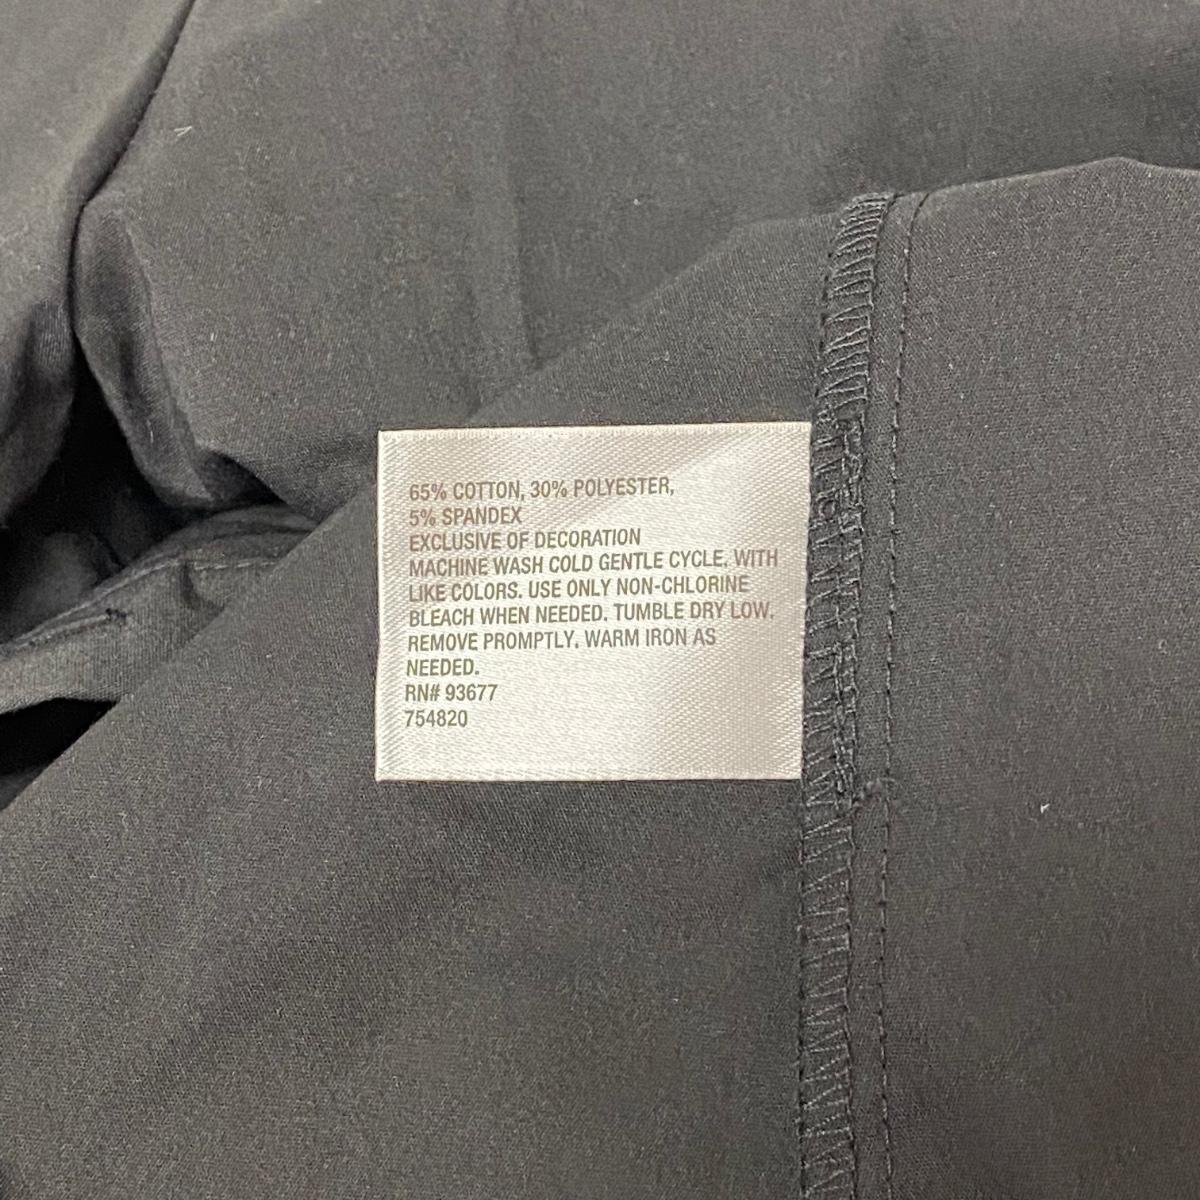 65% COTTON, 30% POLYESTER,
5% SPANDEX
EXCLUSIVE OF DECORATION
MACHINE WASH COLD GENTLE CYCLE. WITH
LIKE COLORS. USE ONLY NON-CHLORINE
BLEACH WHEN NEEDED. TUMBLE DRY LOW.
REMOVE PROMPTLY. WARM IRON AS
NEEDED.
RN# 93677
754820